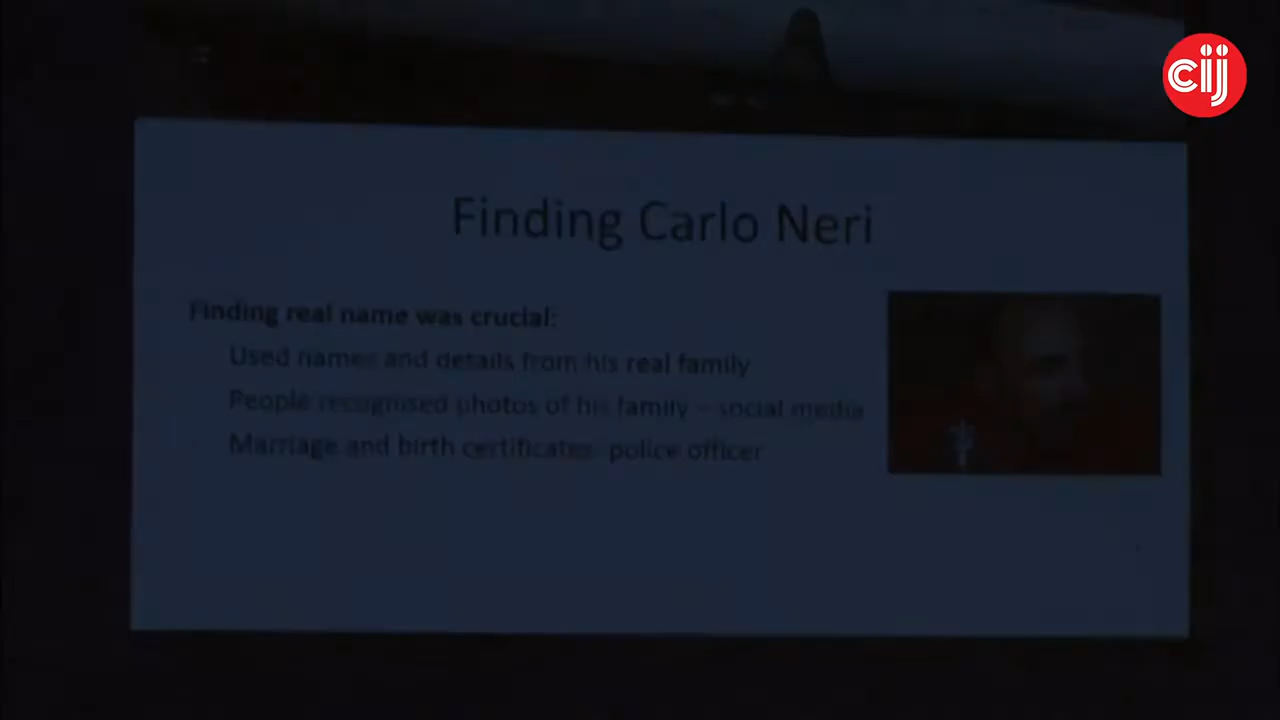 cij
Finding Carlo Neri
Finding real name was crucial:
Used names and details from his real family
People recognised photos of his family – social media
Marriage and birth certificates: police officer